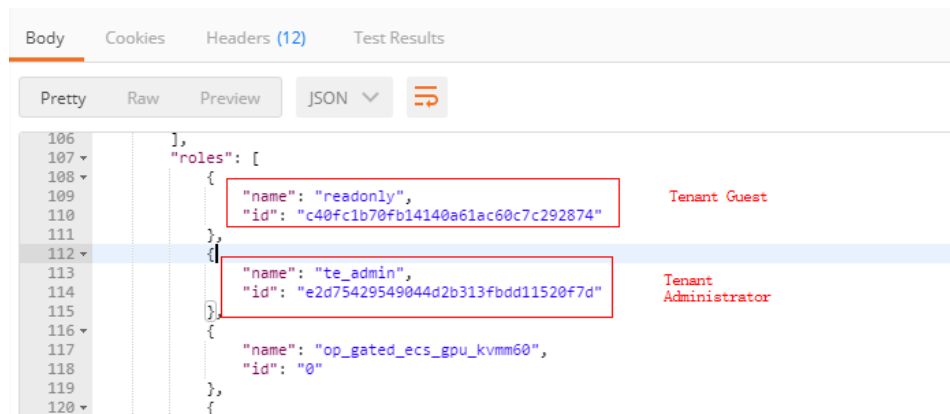 Body Cookies Headers (12) Test Results
Pretty Raw Preview JSON
106 ],
107 "roles": [
108 {
109 "name": "readonly", Tenant Guest
110 "id": "c40fc1b70fb14140a61ac60c7c292874"
111 },
112 {
113 "name": "te_admin", Tenant
114 "id": "e2d75429549044d2b313fbdd11520f7d" Administrator
115 },
116 {
117 "name": "op_gated_ecs_gpu_kvmm60",
118 "id": "0"
119 },
120 {